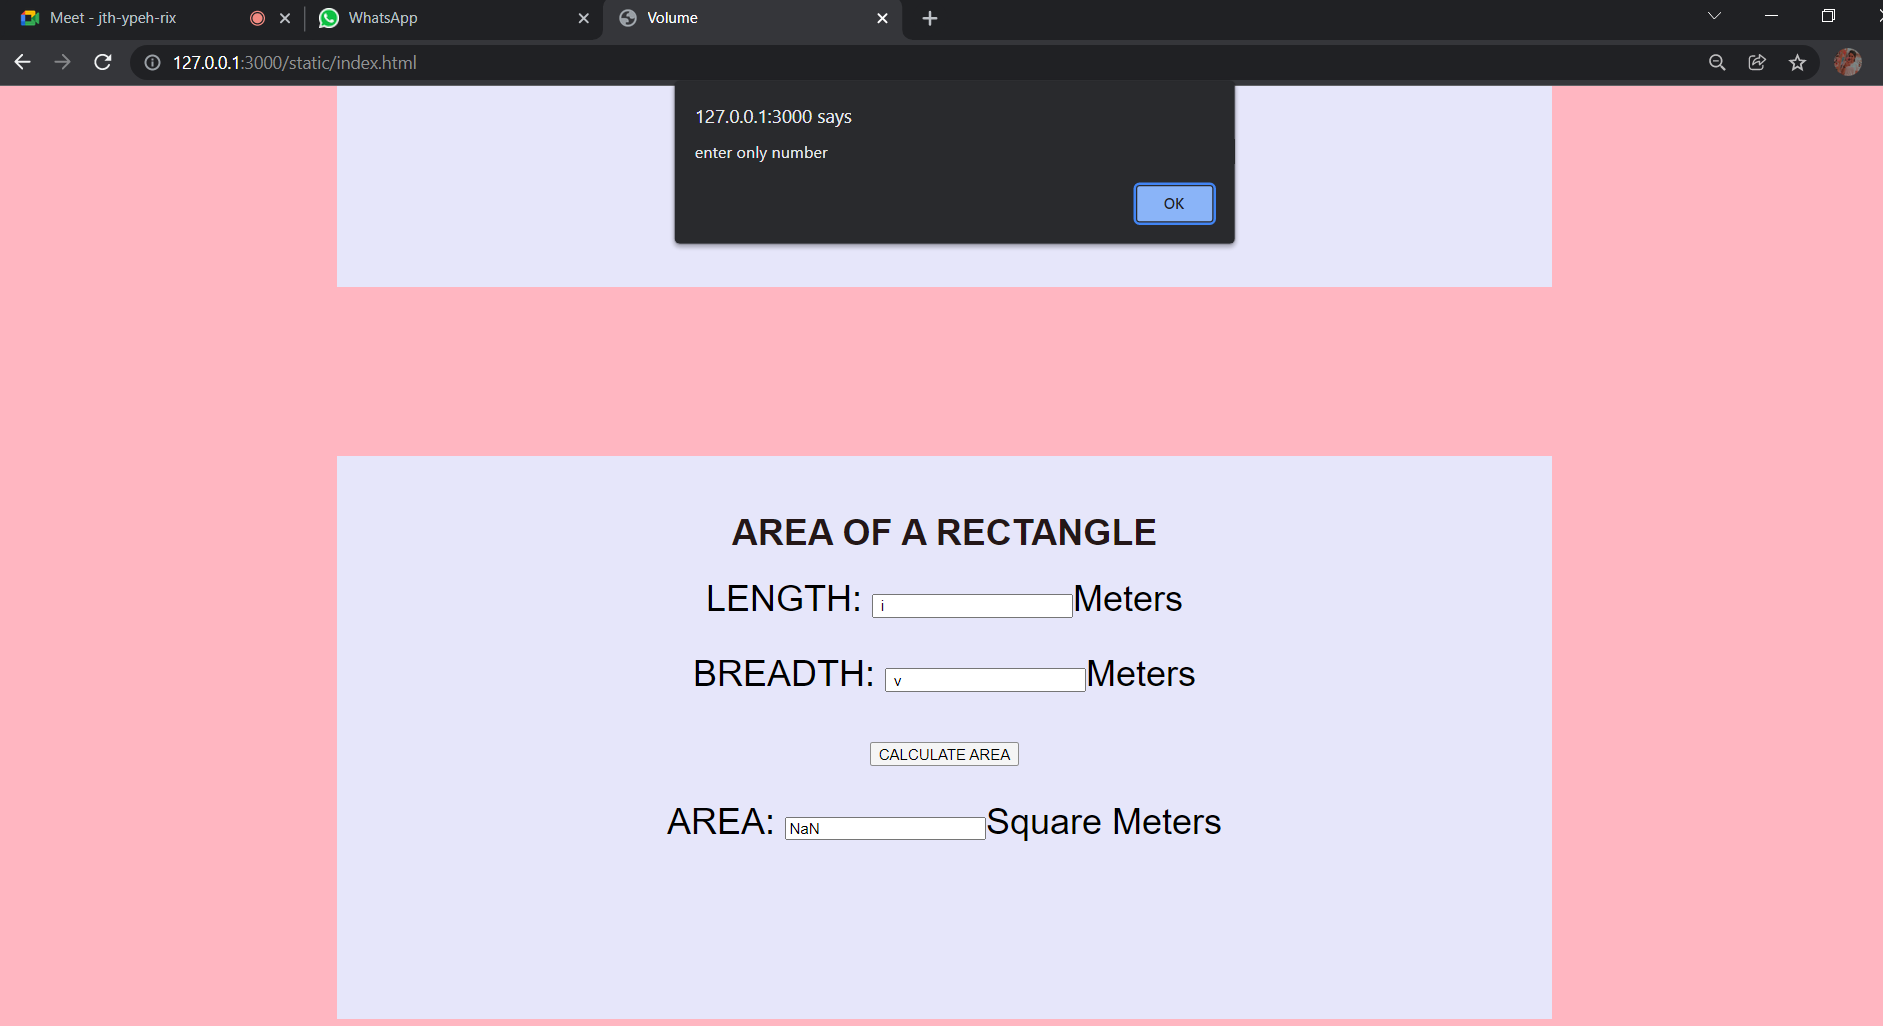 Meet - jth-ypeh-rix
WhatsApp
Volume
127.0.0.1:3000/static/index.html
127.0.0.1:3000 says
enter only number
OK
AREA OF A RECTANGLE
LENGTH: i Meters
BREADTH: v Meters
CALCULATE AREA
AREA: NaN Square Meters